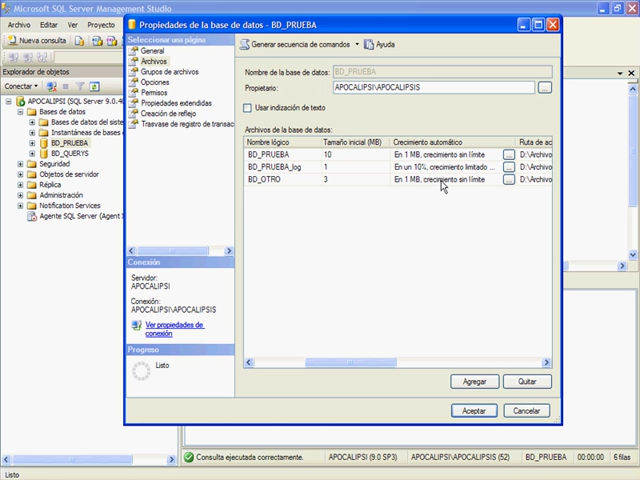 Microsoft SQL Server Management Studio
Archivo Editar Ver Proyecto
Nueva consulta
Explorador de objetos
Conectar
APOCALIPSI (SQL Server 9.0.40
Bases de datos
Bases de datos del siste
Instantáneas de bases
BD_PRUEBA
BD_QUERYS
Seguridad
Objetos de servidor
Réplica
Administración
Notification Services
Agente SQL Server (Agent
Propiedades de la base de datos - BD_PRUEBA
Seleccionar una página
General
Archivos
Grupos de archivos
Opciones
Permisos
Propiedades extendidas
Creación de reflejo
Trasvase de registro de transac
Conexión
Servidor:
APOCALIPSI
Conexión:
APOCALIPSI\APOCALIPSIS
Ver propiedades de
conexión
Progreso
Listo
Generar secuencia de comandos Ayuda
Nombre de la base de datos: BD_PRUEBA
Propietario: APOCALIPSI\APOCALIPSIS ...
Usar indización de texto
Archivos de la base de datos:
Nombre lógico Tamaño inicial (MB) Crecimiento automático Ruta de ac
BD_PRUEBA 10 En 1 MB, crecimiento sin límite ... D:\Archivo
BD_PRUEBA_log 1 En un 10%, crecimiento limitado ... ... D:\Archivo
BD_OTRO 3 En 1 MB, crecimiento sin límite ... D:\Archivo
Agregar Quitar
Aceptar Cancelar
Consulta ejecutada correctamente. APOCALIPSI (9.0 SP3) APOCALIPSI\APOCALIPSIS (52) BD_PRUEBA 00:00:00 6 filas
Listo